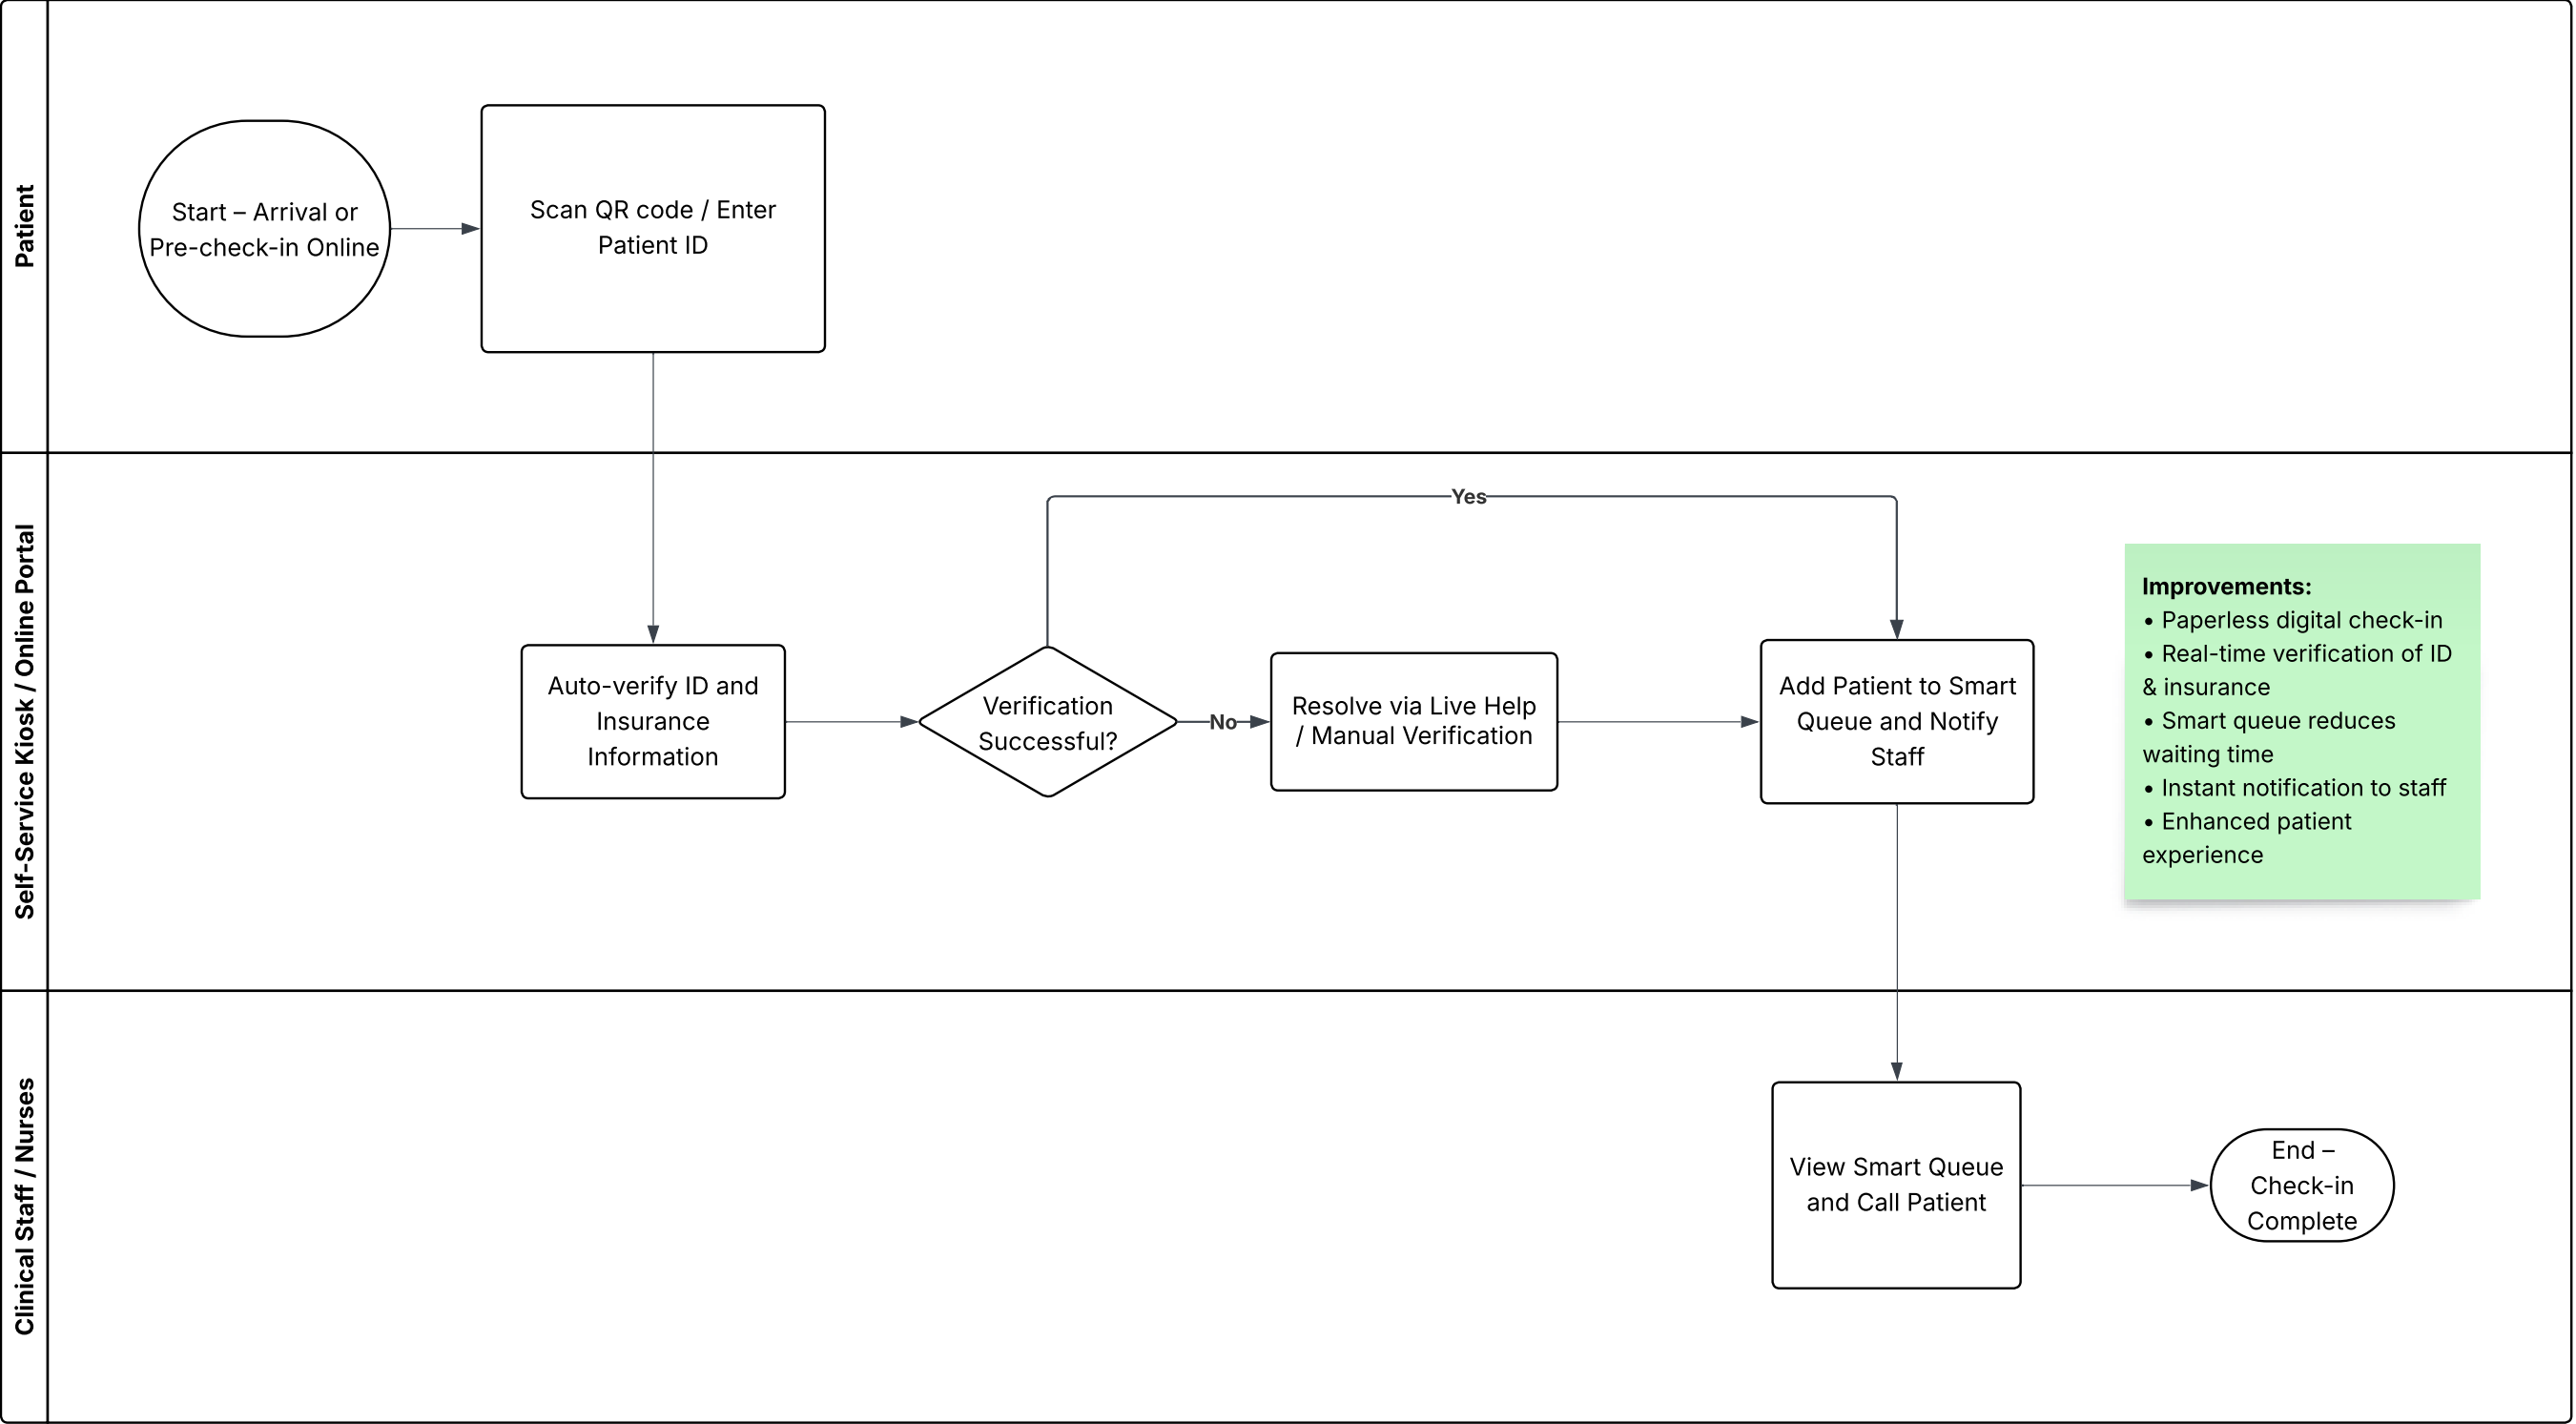 Patient
Start – Arrival or
Pre-check-in Online
Scan QR code / Enter
Patient ID
Self-Service Kiosk / Online Portal
Auto-verify ID and
Insurance
Information
Verification
Successful?
Yes
No
Resolve via Live Help
/ Manual Verification
Add Patient to Smart
Queue and Notify
Staff
Improvements:
• Paperless digital check-in
• Real-time verification of ID
& insurance
• Smart queue reduces
waiting time
• Instant notification to staff
• Enhanced patient
experience
Clinical Staff / Nurses
View Smart Queue
and Call Patient
End –
Check-in
Complete